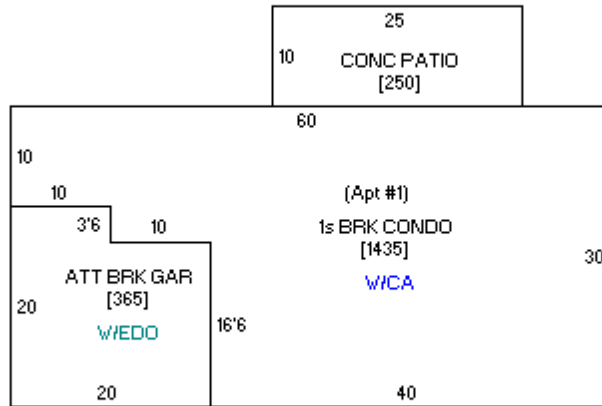 25
10
CONC PATIO
[250]
60
10
10
(Apt #1)
3'6
10
1s BRK CONDO
[1435]
30
ATT BRK GAR
[365]
W/CA
20
16'6
W/EDO
20
40